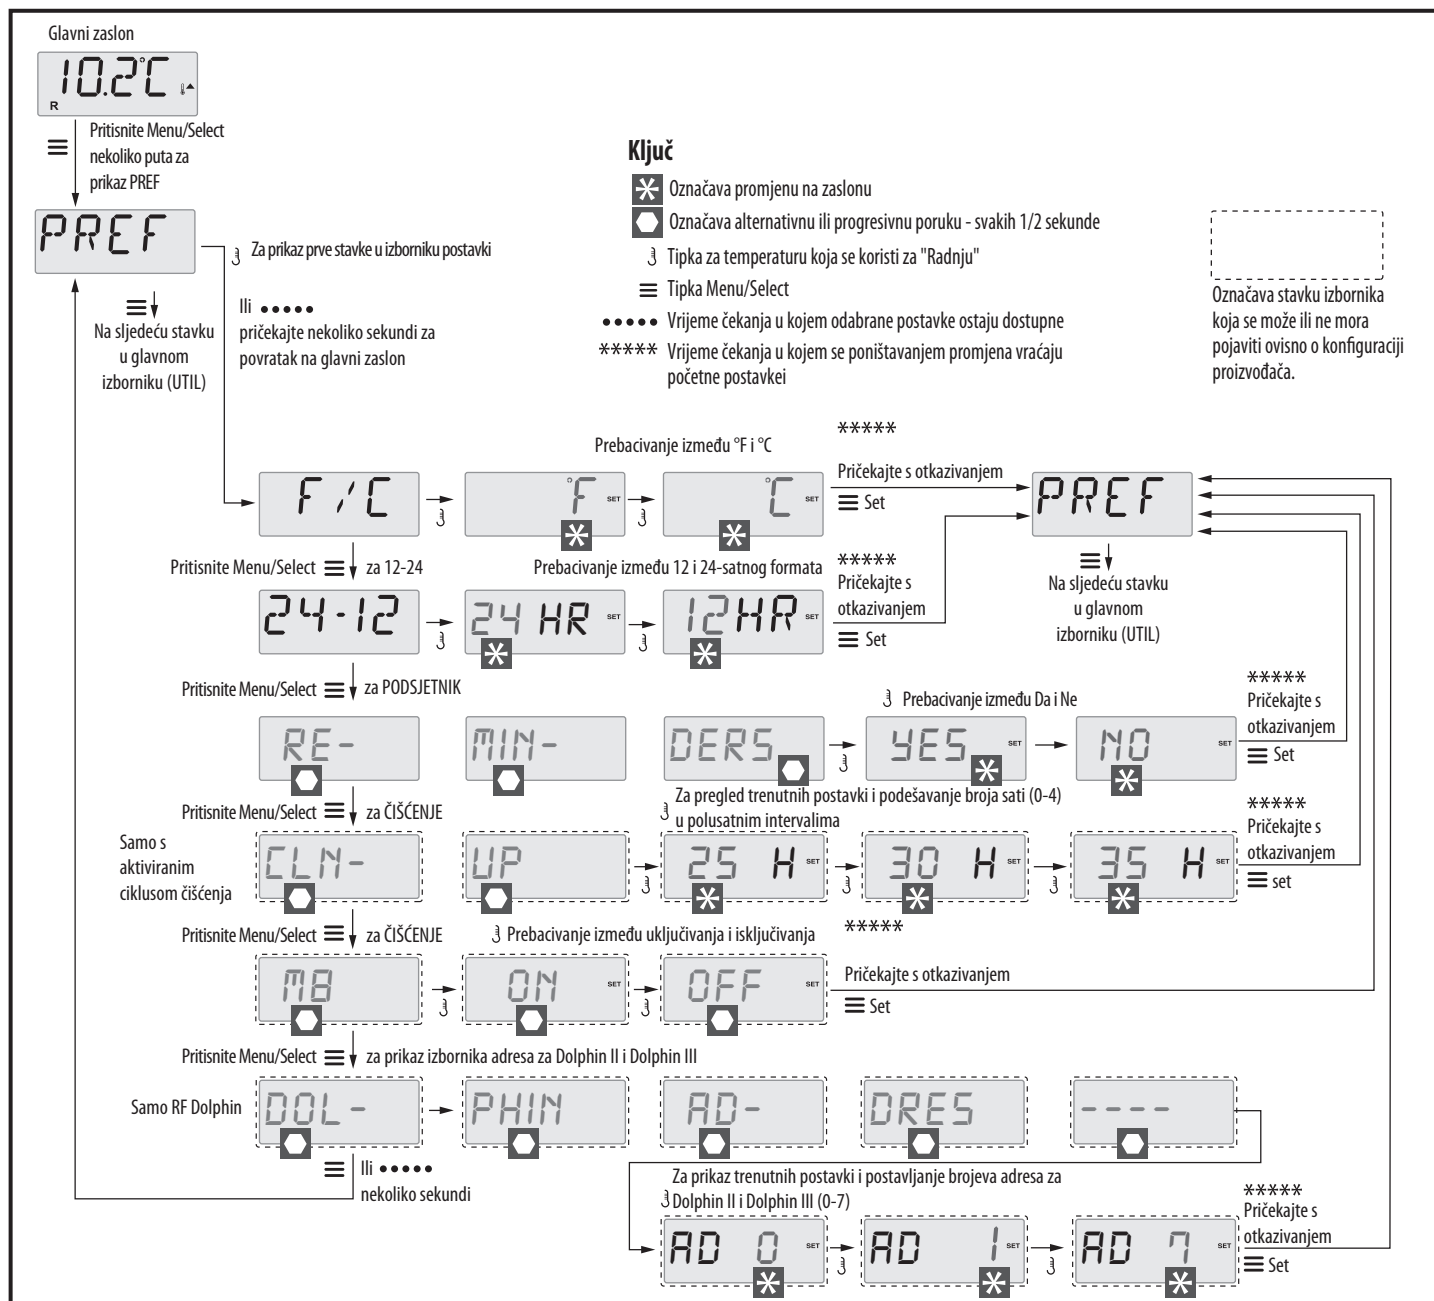 Glavni zaslon
10.2°C
R
Pritisnite Menu/Select
nekoliko puta za
prikaz PREF
PREF
Za prikaz prve stavke u izborniku postavki
Na sljedeću stavku
u glavnom
izborniku (UTIL)
Ili •••••
pričekajte nekoliko sekundi za
povratak na glavni zaslon
Ključ
Označava promjenu na zaslonu
Označava alternativnu ili progresivnu poruku - svakih 1/2 sekunde
Tipka za temperaturu koja se koristi za "Radnju"
Tipka Menu/Select
••••• Vrijeme čekanja u kojem odabrane postavke ostaju dostupne
***** Vrijeme čekanja u kojem se poništavanjem promjena vraćaju
početne postavkei
Označava stavku izbornika
koja se može ili ne mora
pojaviti ovisno o konfiguraciji
proizvođača.
Prebacivanje između °F i °C
*****
Pričekajte s otkazivanjem
Set
F/C
°F SET
°C SET
PREF
Na sljedeću stavku
u glavnom
izborniku (UTIL)
Pritisnite Menu/Select za 12-24
Prebacivanje između 12 i 24-satnog formata
*****
Pričekajte s
otkazivanjem
Set
24-12
24 HR SET
12HR SET
Pritisnite Menu/Select za PODSJETNIK
Prebacivanje između Da i Ne
*****
Pričekajte s
otkazivanjem
Set
RE-
MIN-
DERS
YES SET
NO SET
Pritisnite Menu/Select za ČIŠĆENJE
Za pregled trenutnih postavki i podešavanje broja sati (0-4)
u polusatnim intervalima
*****
Pričekajte s
otkazivanjem
set
Samo s
aktiviranim
ciklusom čišćenja
CLN-
UP
25 H SET
30 H SET
35 H SET
Pritisnite Menu/Select za ČIŠĆENJE
Prebacivanje između uključivanja i isključivanja
*****
Pričekajte s otkazivanjem
Set
M8
ON SET
OFF SET
Pritisnite Menu/Select za prikaz izbornika adresa za Dolphin II i Dolphin III
Samo RF Dolphin
DOL-
PHIN
AD-
DRES
----
Ili •••••
nekoliko sekundi
Za prikaz trenutnih postavki i postavljanje brojeva adresa za
Dolphin II i Dolphin III (0-7)
*****
Pričekajte s
otkazivanjem
Set
AD 0 SET
AD 1 SET
AD 7 SET